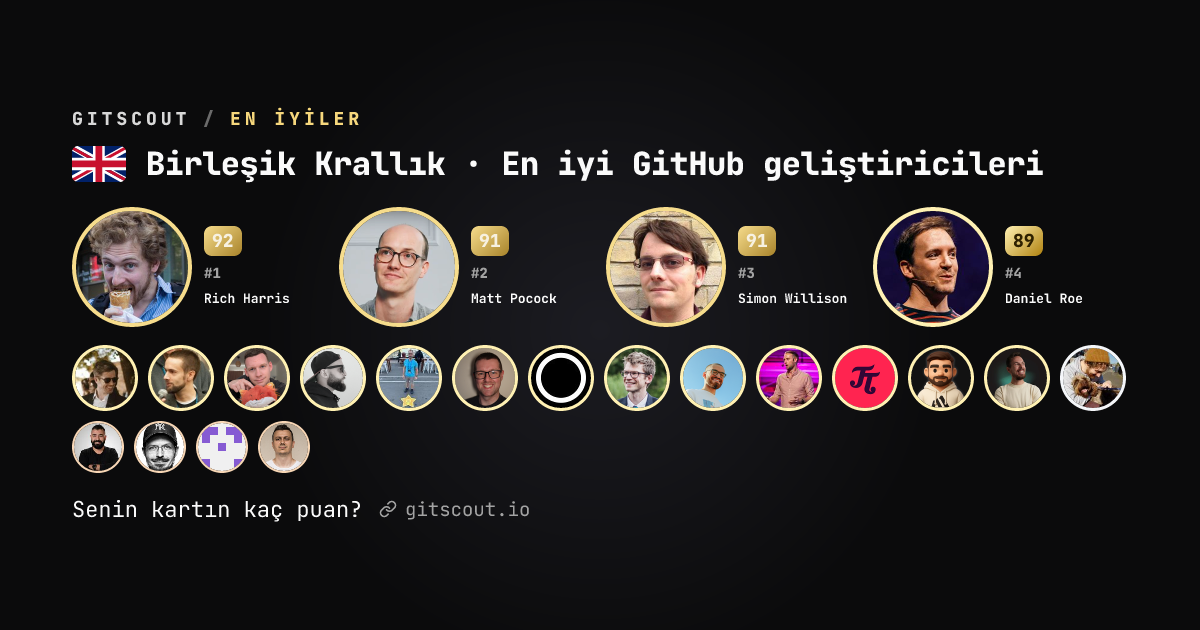 GITSCOUT / EN İYİLER
Birleşik Krallık · En iyi GitHub geliştiricileri
92
#1
Rich Harris
91
#2
Matt Pocock
91
#3
Simon Willison
89
#4
Daniel Roe
Senin kartın kaç puan? gitscout.io